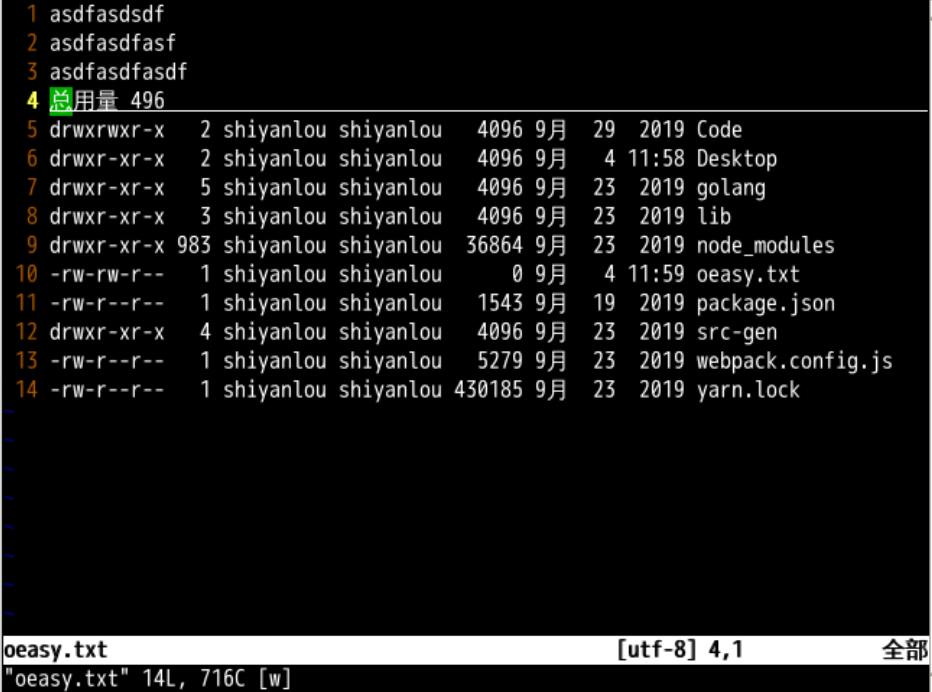 1 asdfasdsdf
2 asdfasdfasf
3 asdfasdfasdf
4 总用量 496
5 drwxrwxr-x   2 shiyanlou shiyanlou   4096 9月  29  2019 Code
6 drwxr-xr-x   2 shiyanlou shiyanlou   4096 9月   4 11:58 Desktop
7 drwxr-xr-x   5 shiyanlou shiyanlou   4096 9月  23  2019 golang
8 drwxr-xr-x   3 shiyanlou shiyanlou   4096 9月  23  2019 lib
9 drwxr-xr-x 983 shiyanlou shiyanlou  36864 9月  23  2019 node_modules
10 -rw-rw-r--   1 shiyanlou shiyanlou      0 9月   4 11:59 oeasy.txt
11 -rw-r--r--   1 shiyanlou shiyanlou   1543 9月  19  2019 package.json
12 drwxr-xr-x   4 shiyanlou shiyanlou   4096 9月  23  2019 src-gen
13 -rw-r--r--   1 shiyanlou shiyanlou   5279 9月  23  2019 webpack.config.js
14 -rw-r--r--   1 shiyanlou shiyanlou 430185 9月  23  2019 yarn.lock
~
~
~
~
~
~
~
~
oeasy.txt [utf-8] 4,1 全部
"oeasy.txt" 14L, 716C [w]